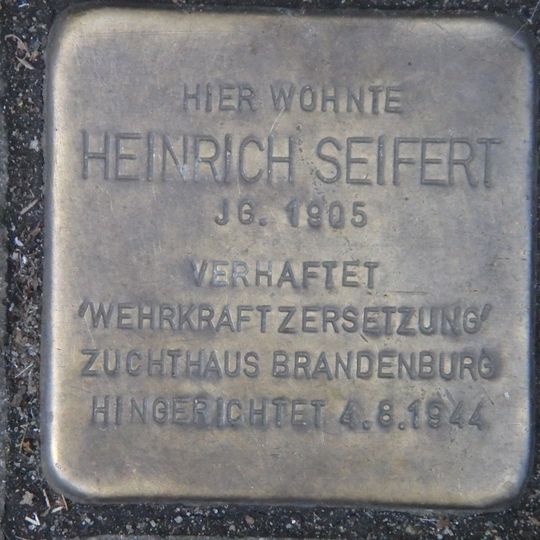 HIER WOHNTE
HEINRICH SEIFERT
JG. 1905
VERHAFTET
'WEHRKRAFTZERSETZUNG'
ZUCHTHAUS BRANDENBURG
HINGERICHTET 4.8.1944